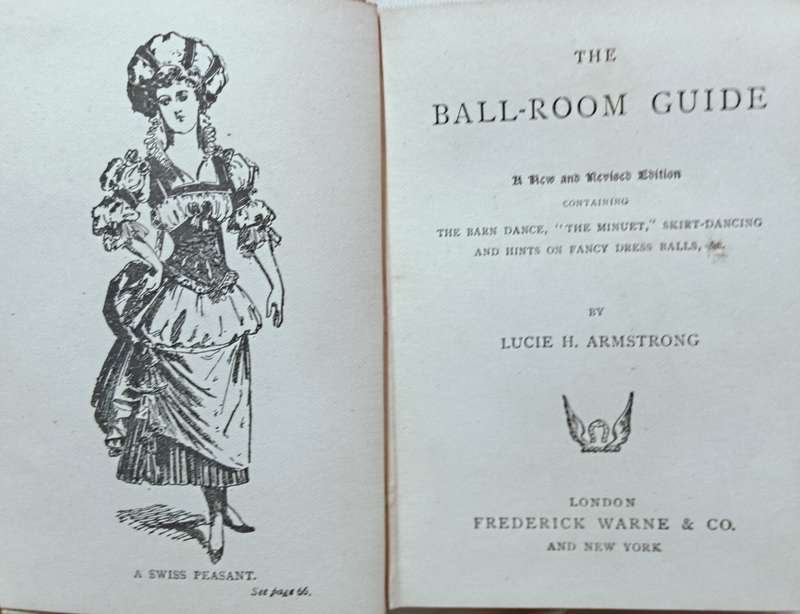 A SWISS PEASANT.
See page 66.
THE
BALL-ROOM GUIDE
A New and Revised Edition
CONTAINING
THE BARN DANCE, "THE MINUET," SKIRT-DANCING
AND HINTS ON FANCY DRESS BALLS, &c.
BY
LUCIE H. ARMSTRONG
LONDON
FREDERICK WARNE & CO.
AND NEW YORK